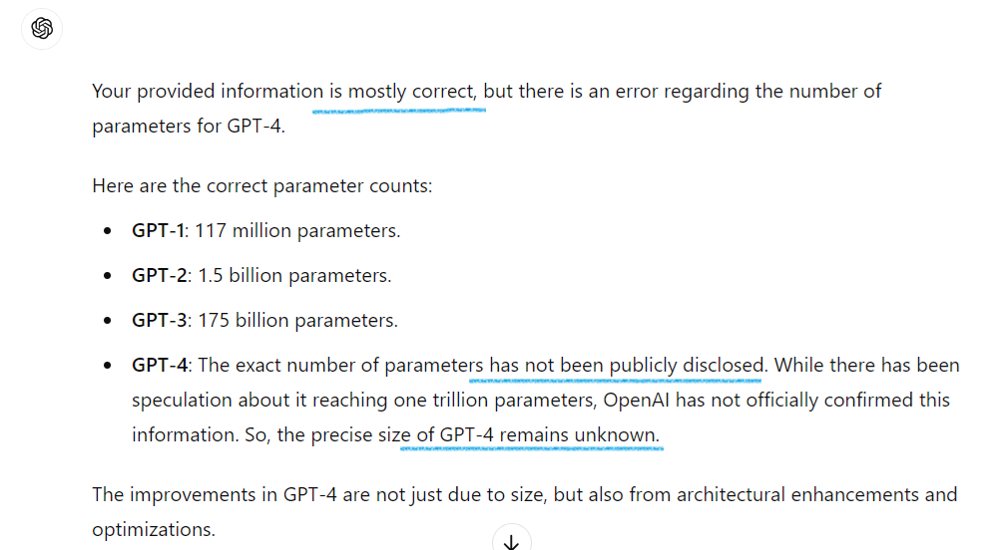 Your provided information is mostly correct, but there is an error regarding the number of
parameters for GPT-4.
Here are the correct parameter counts:
• GPT-1: 117 million parameters.
• GPT-2: 1.5 billion parameters.
• GPT-3: 175 billion parameters.
• GPT-4: The exact number of parameters has not been publicly disclosed. While there has been
speculation about it reaching one trillion parameters, OpenAI has not officially confirmed this
information. So, the precise size of GPT-4 remains unknown.
The improvements in GPT-4 are not just due to size, but also from architectural enhancements and
optimizations.